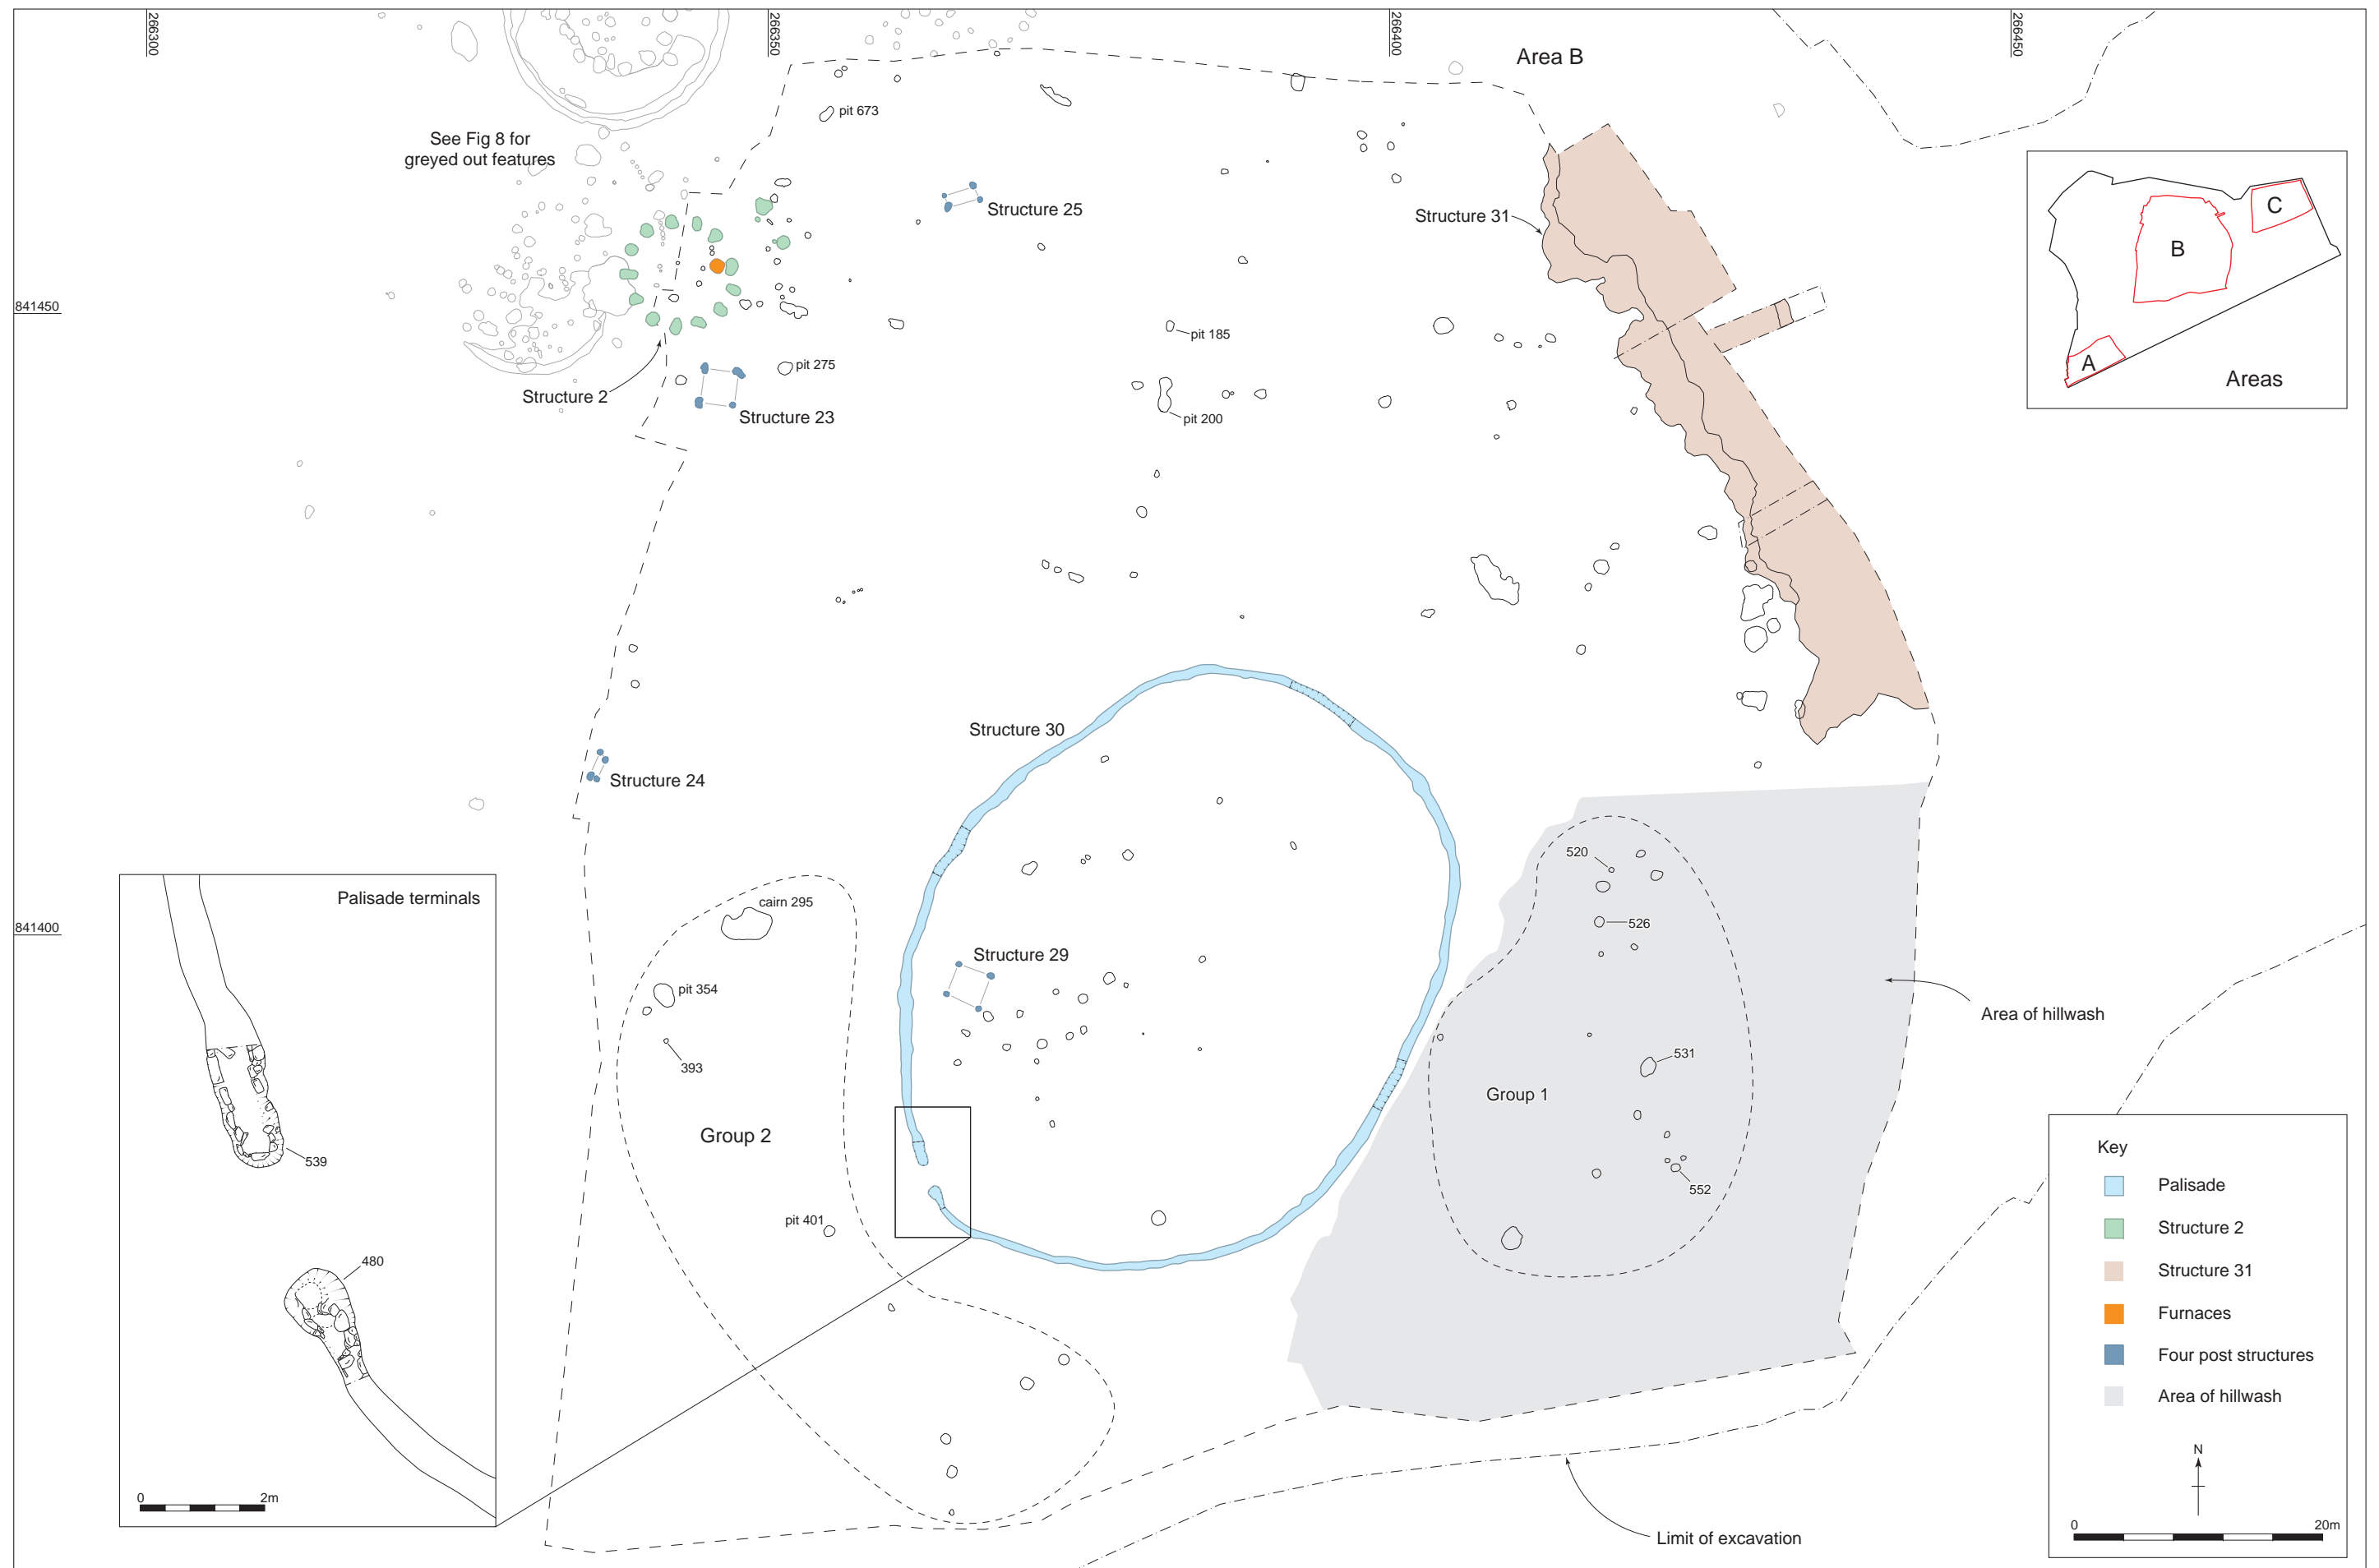 266300
266350
266400
266450
Area B
See Fig 8 for
greyed out features
pit 673
Structure 25
Structure 31
841450
pit 185
pit 275
Structure 2
Structure 23
pit 200
C
B
A
Areas
Structure 30
Structure 24
Palisade terminals
cairn 295
520
526
841400
Structure 29
pit 354
393
Area of hillwash
531
Group 1
Group 2
539
552
pit 401
480
0 2m
Key
Palisade
Structure 2
Structure 31
Furnaces
Four post structures
Area of hillwash
N
0 20m
Limit of excavation